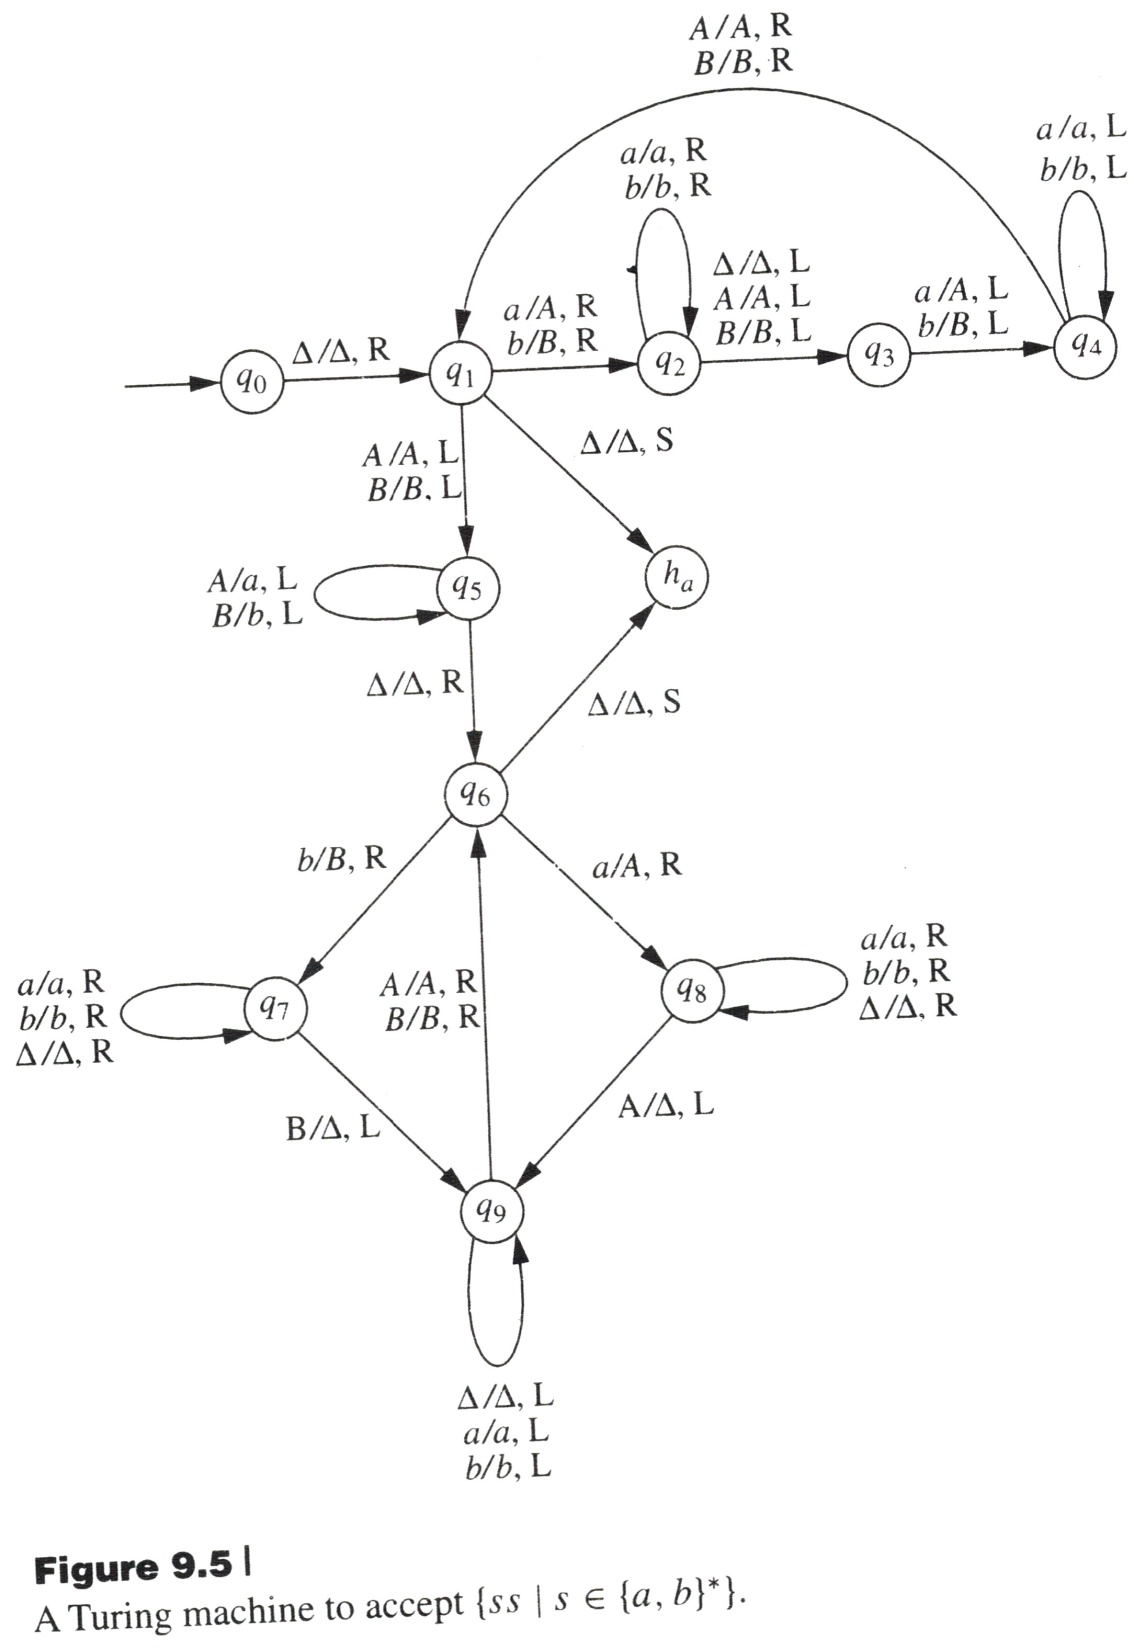 A/A, R
B/B, R
a/a, L
b/b, L
a/a, R
b/b, R
Δ/Δ, L
A/A, L
B/B, L
a/A, R
b/B, R
a/A, L
b/B, L
Δ/Δ, R
q0
q1
q2
q3
q4
A/A, L
B/B, L
Δ/Δ, S
A/a, L
B/b, L
q5
ha
Δ/Δ, R
Δ/Δ, S
q6
b/B, R
a/A, R
a/a, R
b/b, R
Δ/Δ, R
q7
A/A, R
B/B, R
q8
a/a, R
b/b, R
Δ/Δ, R
B/Δ, L
A/Δ, L
q9
Δ/Δ, L
a/a, L
b/b, L
Figure 9.5 |
A Turing machine to accept {ss | s ∈ {a, b}*}.